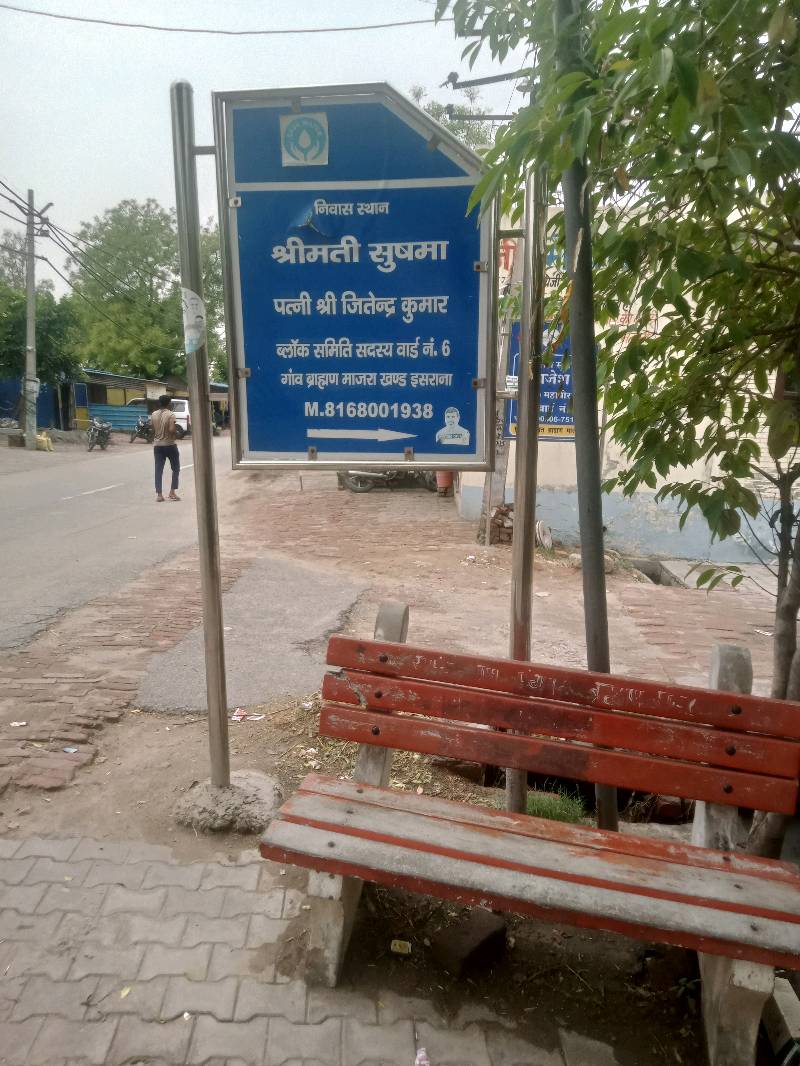 निवास स्थान
श्रीमती सुषमा
पत्नी श्री जितेन्द्र कुमार
ब्लॉक समिति सदस्य वार्ड नं. 6
गांव ब्राह्मण माजरा खण्ड इसराना
M.8168001938